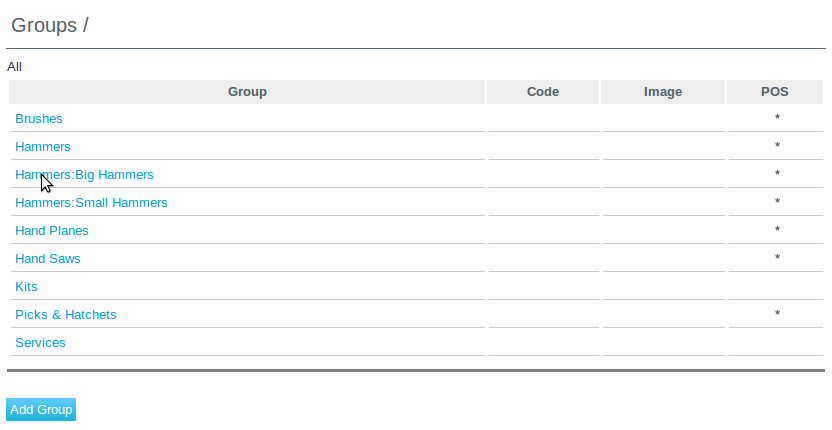 Groups /
All
Group Code Image POS
Brushes *
Hammers *
Hammers:Big Hammers *
Hammers:Small Hammers *
Hand Planes *
Hand Saws *
Kits
Picks & Hatchets *
Services
Add Group